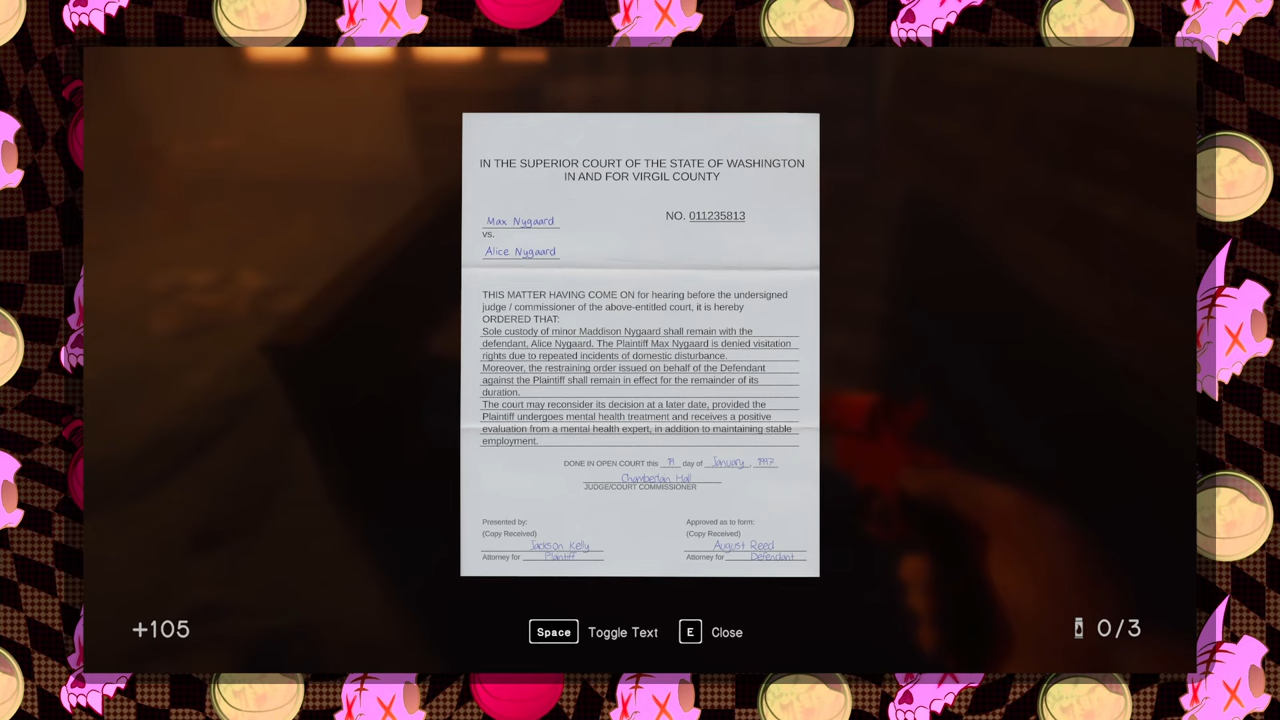 IN THE SUPERIOR COURT OF THE STATE OF WASHINGTON
IN AND FOR VIRGIL COUNTY
NO. 011235813
Max Nygaard
vs.
Alice Nygaard
THIS MATTER HAVING COME ON for hearing before the undersigned
judge / commissioner of the above-entitled court, it is hereby
ORDERED THAT:
Sole custody of minor Maddison Nygaard shall remain with the
defendant, Alice Nygaard. The Plaintiff Max Nygaard is denied visitation
rights due to repeated incidents of domestic disturbance.
Moreover, the restraining order issued on behalf of the Defendant
against the Plaintiff shall remain in effect for the remainder of its
duration.
The court may reconsider its decision at a later date, provided the
Plaintiff undergoes mental health treatment and receives a positive
evaluation from a mental health expert, in addition to maintaining stable
employment.
DONE IN OPEN COURT this 19 day of January, 1997
Chamberlain Hall
JUDGE/COURT COMMISSIONER
Presented by:
(Copy Received)
Jackson Kelly
Attorney for Plaintiff
Approved as to form:
(Copy Received)
August Reed
Attorney for Defendant
+105
Space Toggle Text E Close
0/3